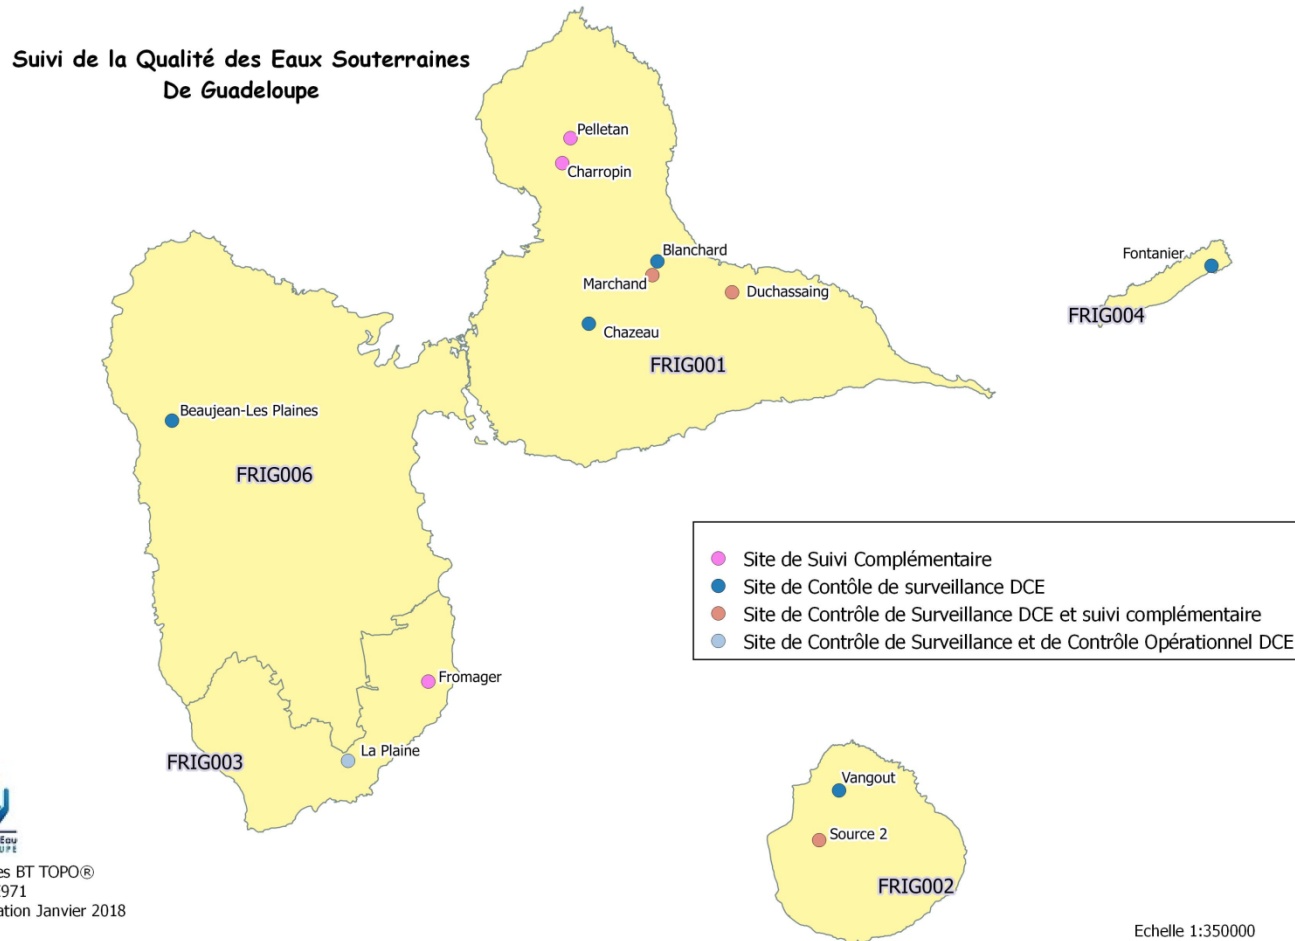 Suivi de la Qualité des Eaux Souterraines
De Guadeloupe
Pelletan
Charropin
Blanchard
Marchand
Duchassaing
Chazeau
FRIG001
Fontanier
FRIG004
Beaujean-Les Plaines
FRIG006
Site de Suivi Complémentaire
Site de Contôle de surveillance DCE
Site de Contrôle de Surveillance DCE et suivi complémentaire
Site de Contrôle de Surveillance et de Contrôle Opérationnel DCE
Fromager
La Plaine
FRIG003
Vangout
Source 2
FRIG002
es BT TOPO®
971
ation Janvier 2018
Echelle 1:350000